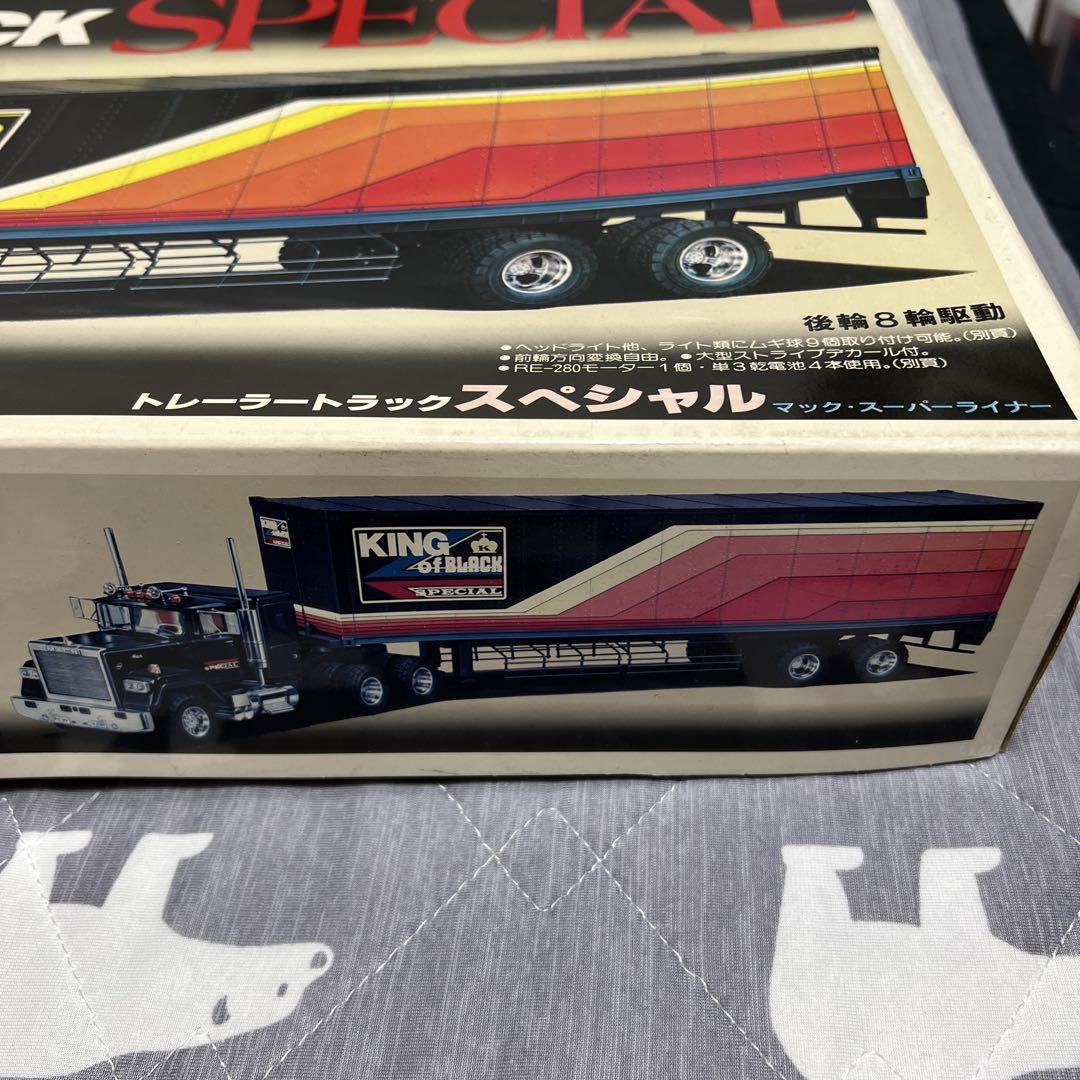 CK SPECIAL
後輪8輪駆動
●ヘッドライト他、ライト類にムギ球9個取り付け可能。(別買)
●前輪方向変換自由。●大型ストライプデカール付。
●RE-280モーター1個・単3乾電池4本使用。(別買)
トレーラートラックスペシャル マック・スーパーライナー
KING
of BLACK
SPECIAL
KING
of BLACK
SPECIAL
SPECIAL